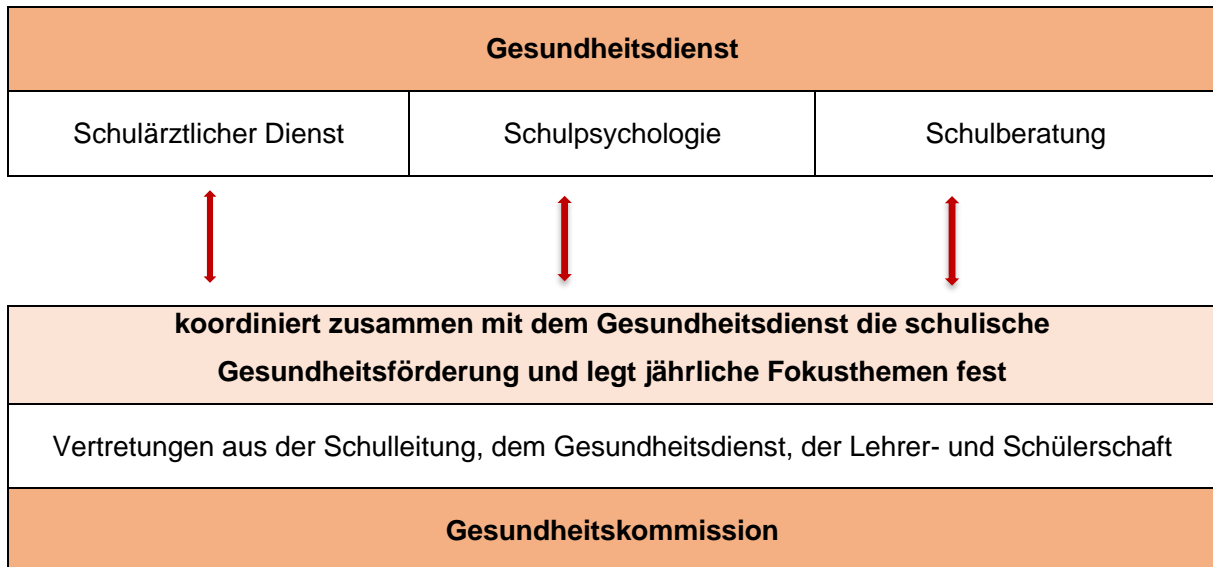 Gesundheitsdienst
Schulärztlicher Dienst
Schulpsychologie
Schulberatung
koordiniert zusammen mit dem Gesundheitsdienst die schulische
Gesundheitsförderung und legt jährliche Fokusthemen fest
Vertretungen aus der Schulleitung, dem Gesundheitsdienst, der Lehrer- und Schülerschaft
Gesundheitskommission